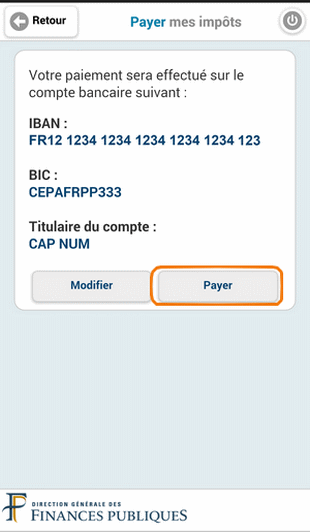 Retour
Payer mes impôts
Votre paiement sera effectué sur le
compte bancaire suivant :
IBAN :
FR12 1234 1234 1234 1234 1234 123
BIC :
CEPAFRPP333
Titulaire du compte :
CAP NUM
Modifier
Payer
DIRECTION GÉNÉRALE DES
FINANCES PUBLIQUES